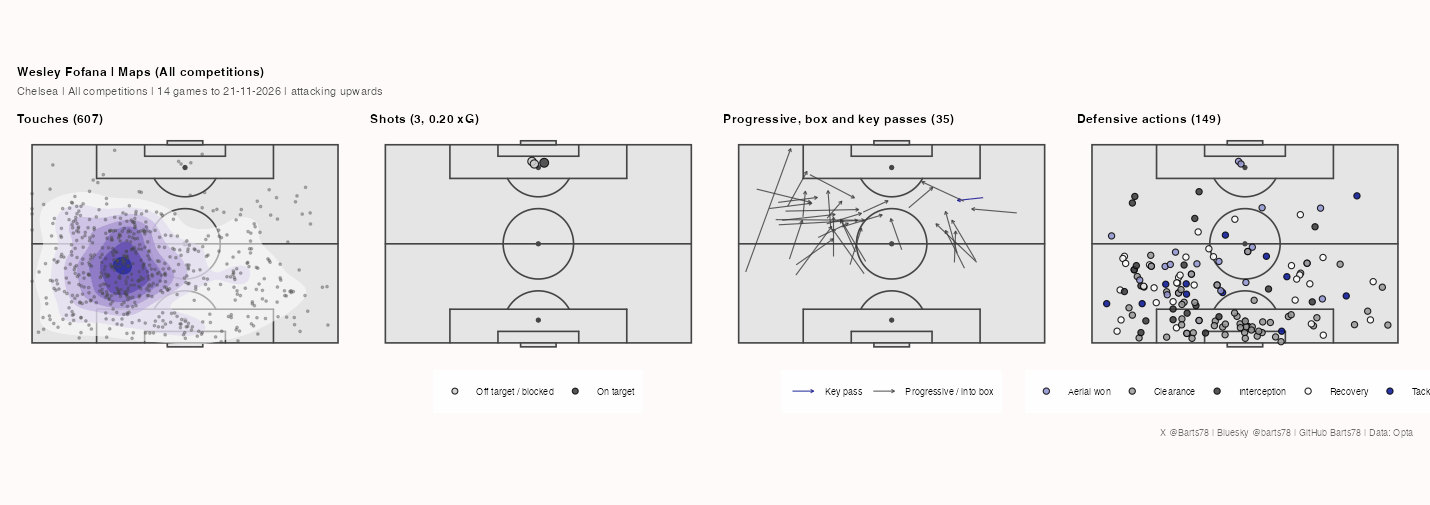 Wesley Fofana | Maps (All competitions)
Chelsea | All competitions | 14 games to 21-11-2026 | attacking upwards
Touches (607)
Shots (3, 0.20 xG)
Progressive, box and key passes (35)
Defensive actions (149)
Off target / blocked
On target
Key pass
Progressive / Into box
Aerial won
Clearance
Interception
Recovery
Tack
X @Barts78 | Bluesky @barts78 | GitHub Barts78 | Data: Opta